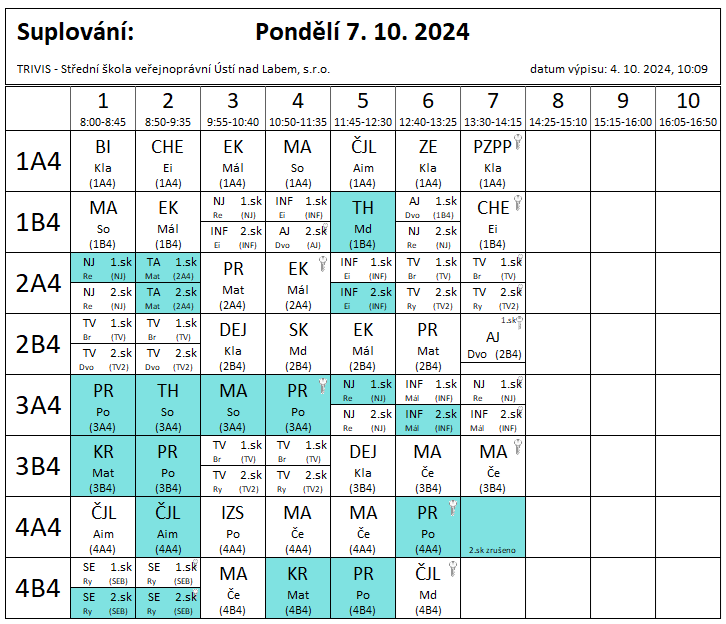 Suplování: Pondělí 7. 10. 2024
TRIVIS - Střední škola veřejnoprávní Ústí nad Labem, s.r.o. datum výpisu: 4. 10. 2024, 10:09
1 2 3 4 5 6 7 8 9 10
8:00-8:45 8:50-9:35 9:55-10:40 10:50-11:35 11:45-12:30 12:40-13:25 13:30-14:15 14:25-15:10 15:15-16:00 16:05-16:50
1A4
BI CHE EK MA ČJL ZE PZPP
Kla Ei Mál So Aim Kla Kla
(1A4) (1A4) (1A4) (1A4) (1A4) (1A4) (1A4)
1B4
MA EK NJ 1.sk INF 1.sk TH AJ 1.sk CHE
Re (NJ) Ei (INF) Dvo (1B4)
So Mál INF 2.sk AJ 2.sk Md NJ 2.sk Ei
(1B4) (1B4) Ei (INF) Dvo (AJ) (1B4) Re (NJ) (1B4)
2A4
NJ 1.sk TA 1.sk PR EK INF 1.sk TV 1.sk TV 1.sk
Re (NJ) Mat (2A4) Ei (INF) Br (TV) Br (TV)
NJ 2.sk TA 2.sk Mat Mál INF 2.sk TV 2.sk TV 2.sk
Re (NJ) Mat (2A4) (2A4) (2A4) Ei (INF) Ry (TV2) Ry (TV2)
2B4
TV 1.sk TV 1.sk DEJ SK EK PR 1.sk
Br (TV) Br (TV) AJ
TV 2.sk TV 2.sk Kla Md Mál Mat Dvo (2B4)
Dvo (TV2) Dvo (TV2) (2B4) (2B4) (2B4) (2B4)
3A4
PR TH MA PR NJ 1.sk INF 1.sk NJ 1.sk
Re (NJ) Mál (INF) Re (NJ)
Po So So Po NJ 2.sk INF 2.sk INF 2.sk
(3A4) (3A4) (3A4) (3A4) Re (NJ) Mál (INF) Mál (INF)
3B4
KR PR TV 1.sk TV 1.sk DEJ MA MA
Br (TV) Br (TV)
Mat Po TV 2.sk TV 2.sk Kla Če Če
(3B4) (3B4) Ry (TV2) Ry (TV2) (3B4) (3B4) (3B4)
4A4
ČJL ČJL IZS MA MA PR
Aim Aim Po Če Če Po
(4A4) (4A4) (4A4) (4A4) (4A4) (4A4) 2.sk zrušeno
4B4
SE 1.sk SE 1.sk MA KR PR ČJL
Ry (SEB) Ry (SEB)
SE 2.sk SE 2.sk Če Mat Po Md
Ry (SEB) Ry (SEB) (4B4) (4B4) (4B4) (4B4)